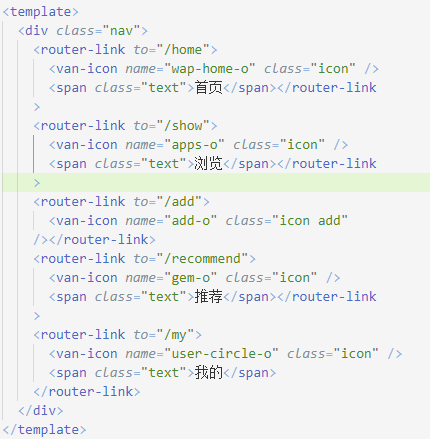 <template>
  <div class="nav">
    <router-link to="/home">
      <van-icon name="wap-home-o" class="icon" />
      <span class="text">首页</span></router-link
    >
    <router-link to="/show">
      <van-icon name="apps-o" class="icon" />
      <span class="text">浏览</span></router-link
    >
    <router-link to="/add">
      <van-icon name="add-o" class="icon add"
    /></router-link>
    <router-link to="/recommend">
      <van-icon name="gem-o" class="icon" />
      <span class="text">推荐</span></router-link
    >
    <router-link to="/my">
      <van-icon name="user-circle-o" class="icon" />
      <span class="text">我的</span>
    </router-link>
  </div>
</template>